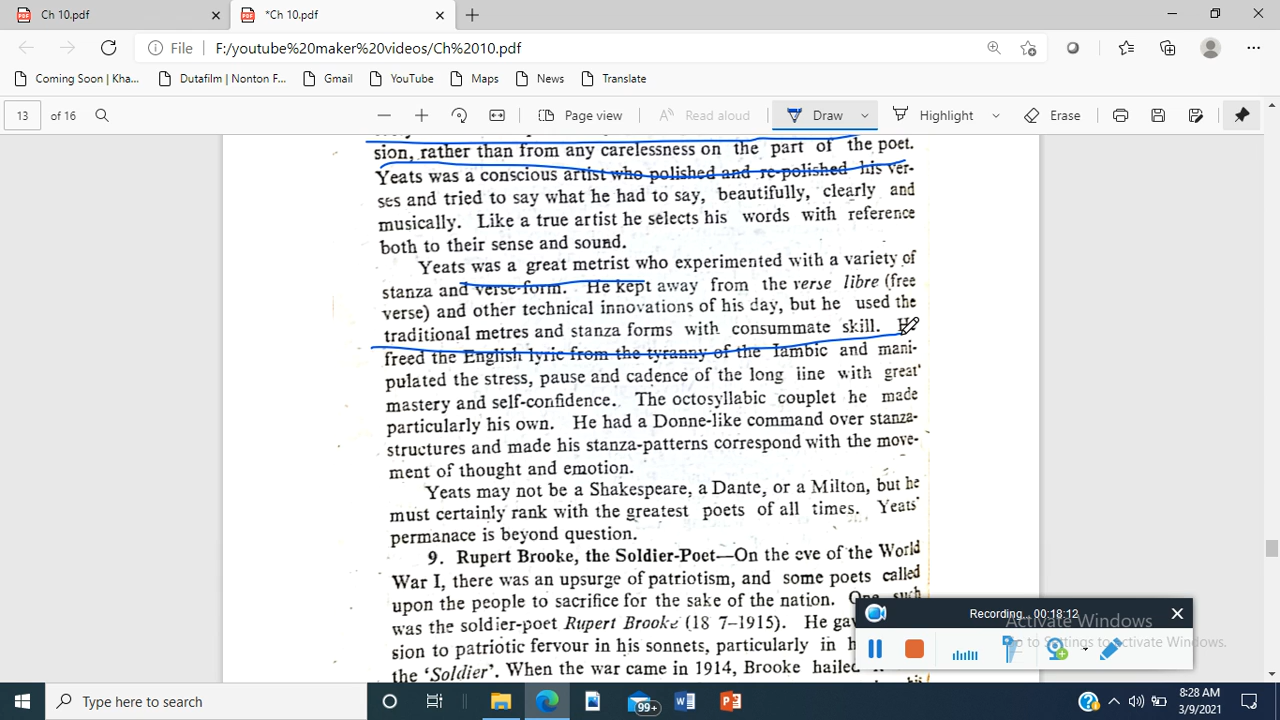 Ch 10.pdf
*Ch 10.pdf
File
F:/youtube%20maker%20videos/Ch%2010.pdf
Coming Soon | Kha...
Dutafilm | Nonton F...
Gmail
YouTube
Maps
News
Translate
13 of 16
Page view
Read aloud
Draw
Highlight
Erase
sion, rather than from any carelessness on the part of the poet.
Yeats was a conscious artist who polished and re-polished his ver-
ses and tried to say what he had to say, beautifully, clearly and
musically. Like a true artist he selects his words with reference
both to their sense and sound.
Yeats was a great metrist who experimented with a variety of
stanza and verse-form. He kept away from the verse libre (free
verse) and other technical innovations of his day, but he used the
traditional metres and stanza forms with consummate skill.
freed the English lyric from the tyranny of the Iambic and mani-
pulated the stress, pause and cadence of the long line with great
mastery and self-confidence. The octosyllabic couplet he made
particularly his own. He had a Donne-like command over stanza-
structures and made his stanza-patterns correspond with the move-
ment of thought and emotion.
Yeats may not be a Shakespeare, a Dante, or a Milton, but he
must certainly rank with the greatest poets of all times. Yeats'
permanace is beyond question.
9. Rupert Brooke, the Soldier-Poet—On the eve of the World
War I, there was an upsurge of patriotism, and some poets called
upon the people to sacrifice for the sake of the nation. One such
was the soldier-poet Rupert Brooke (18 7–1915). He
sion to patriotic fervour in his sonnets, particularly in
the 'Soldier'. When the war came in 1914, Brooke hailed
Recording... 00:18:12
Activate Windows
Go to Settings to activate Windows.
Type here to search
99+
8:28 AM
3/9/2021